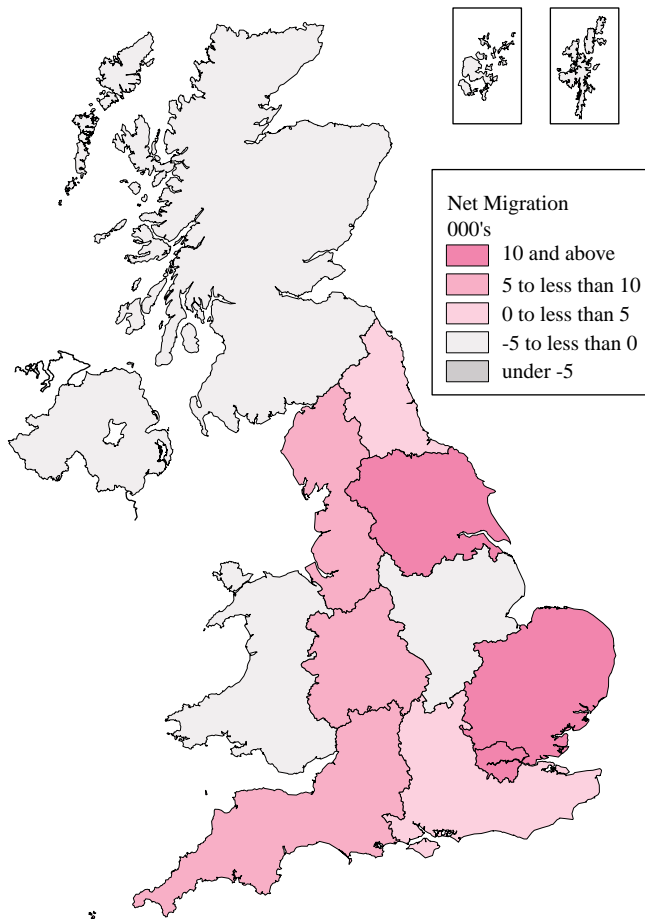 Net Migration
000's
10 and above
5 to less than 10
0 to less than 5
-5 to less than 0
under -5